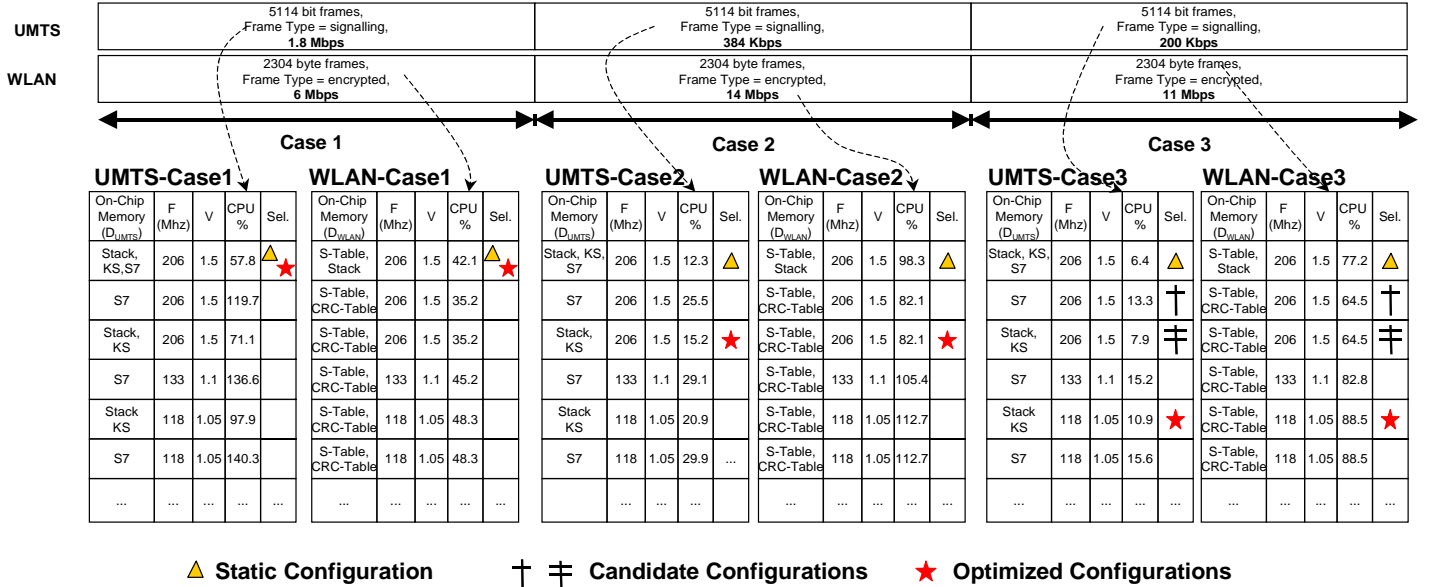 UMTS
5114 bit frames,
Frame Type = signalling,
1.8 Mbps
5114 bit frames,
Frame Type = signalling,
384 Kbps
5114 bit frames,
Frame Type = signalling,
200 Kbps
WLAN
2304 byte frames,
Frame Type = encrypted,
6 Mbps
2304 byte frames,
Frame Type = encrypted,
14 Mbps
2304 byte frames,
Frame Type = encrypted,
11 Mbps
Case 1
Case 2
Case 3
UMTS-Case1
On-Chip Memory (DUMTS) F (Mhz) V CPU % Sel.
Stack, KS,S7 206 1.5 57.8
S7 206 1.5 119.7
Stack, KS 206 1.5 71.1
S7 133 1.1 136.6
Stack KS 118 1.05 97.9
S7 118 1.05 140.3
... ... ... ... ...
WLAN-Case1
On-Chip Memory (DWLAN) F (Mhz) V CPU % Sel.
S-Table, Stack 206 1.5 42.1
S-Table, CRC-Table 206 1.5 35.2
S-Table, CRC-Table 206 1.5 35.2
S-Table, CRC-Table 133 1.1 45.2
S-Table, CRC-Table 118 1.05 48.3
S-Table, CRC-Table 118 1.05 48.3
... ... ... ... ...
UMTS-Case2
On-Chip Memory (DUMTS) F (Mhz) V CPU % Sel.
Stack, KS, S7 206 1.5 12.3
S7 206 1.5 25.5
Stack, KS 206 1.5 15.2
S7 133 1.1 29.1
Stack KS 118 1.05 20.9
S7 118 1.05 29.9 ...
... ... ... ... ...
WLAN-Case2
On-Chip Memory (DWLAN) F (Mhz) V CPU % Sel.
S-Table, Stack 206 1.5 98.3
S-Table, CRC-Table 206 1.5 82.1
S-Table, CRC-Table 206 1.5 82.1
S-Table, CRC-Table 133 1.1 105.4
S-Table, CRC-Table 118 1.05 112.7
S-Table, CRC-Table 118 1.05 112.7
... ... ... ... ...
UMTS-Case3
On-Chip Memory (DUMTS) F (Mhz) V CPU % Sel.
Stack, KS, S7 206 1.5 6.4
S7 206 1.5 13.3 †
Stack, KS 206 1.5 7.9 ‡
S7 133 1.1 15.2
Stack KS 118 1.05 10.9
S7 118 1.05 15.6
... ... ... ... ...
WLAN-Case3
On-Chip Memory (DWLAN) F (Mhz) V CPU % Sel.
S-Table, Stack 206 1.5 77.2
S-Table, CRC-Table 206 1.5 64.5 †
S-Table, CRC-Table 206 1.5 64.5 ‡
S-Table, CRC-Table 133 1.1 82.8
S-Table, CRC-Table 118 1.05 88.5
S-Table, CRC-Table 118 1.05 88.5
... ... ... ... ...
Static Configuration
† ‡ Candidate Configurations
Optimized Configurations